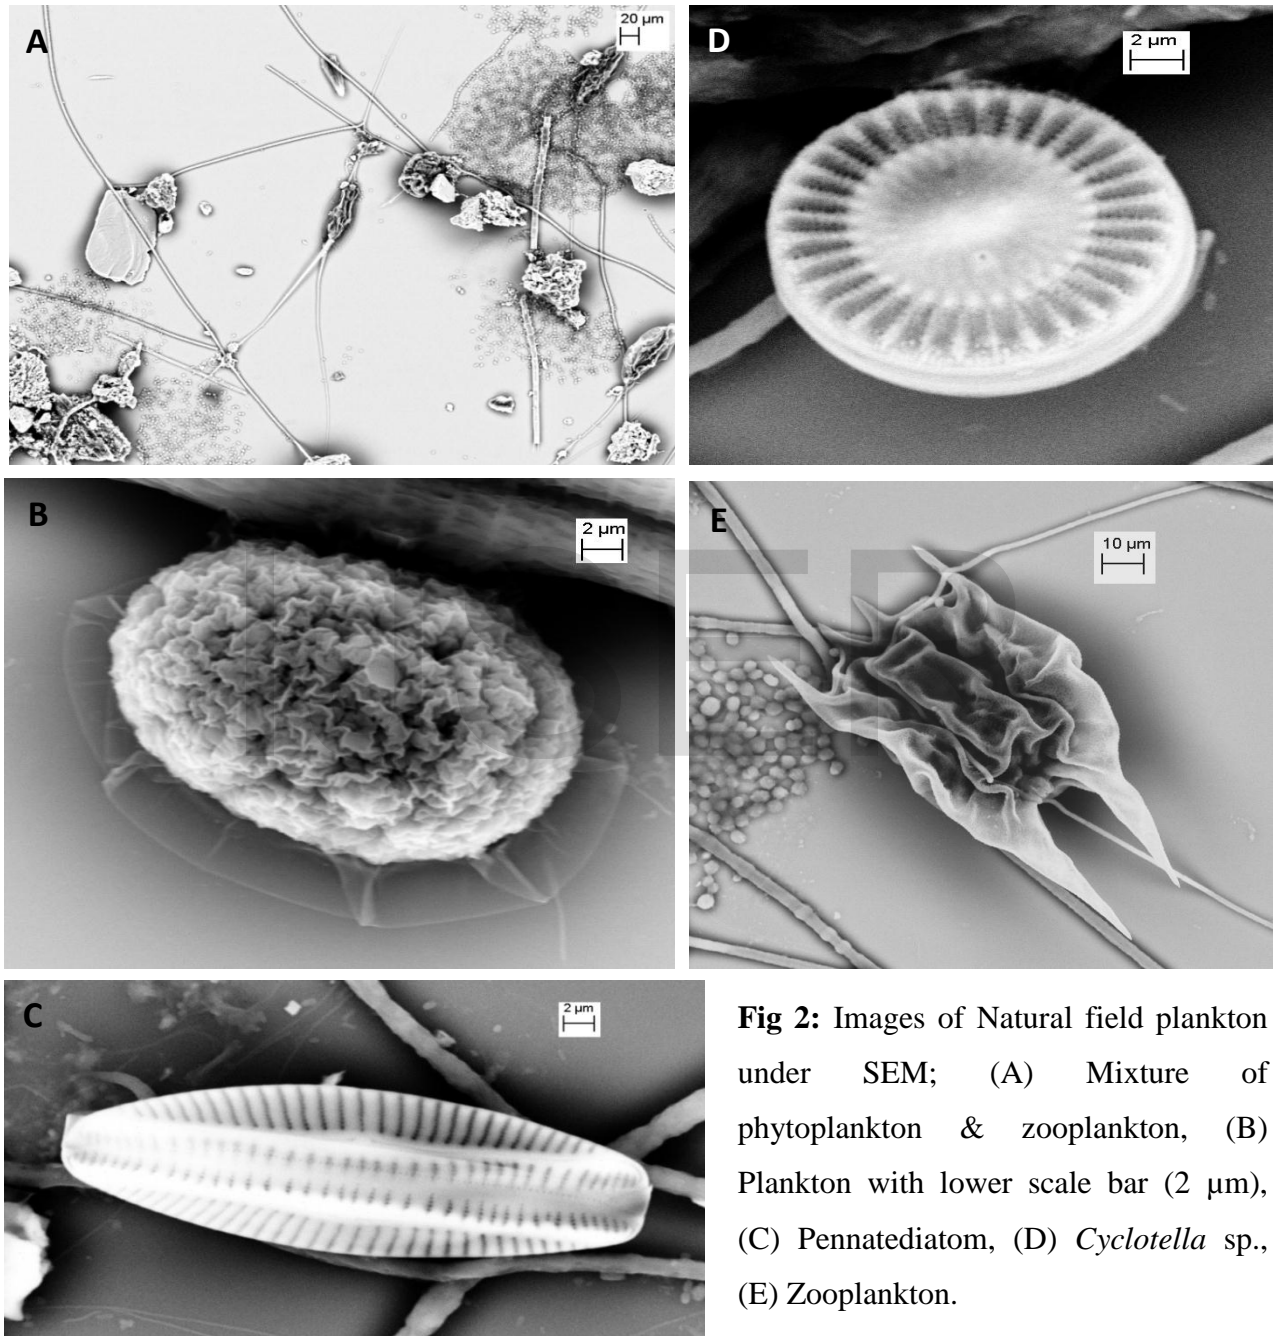 A
20 µm
D
2 µm
B
2 µm
E
10 µm
C
2 µm
Fig 2: Images of Natural field plankton
under SEM; (A) Mixture of
phytoplankton & zooplankton, (B)
Plankton with lower scale bar (2 µm),
(C) Pennatediatom, (D) Cyclotella sp.,
(E) Zooplankton.